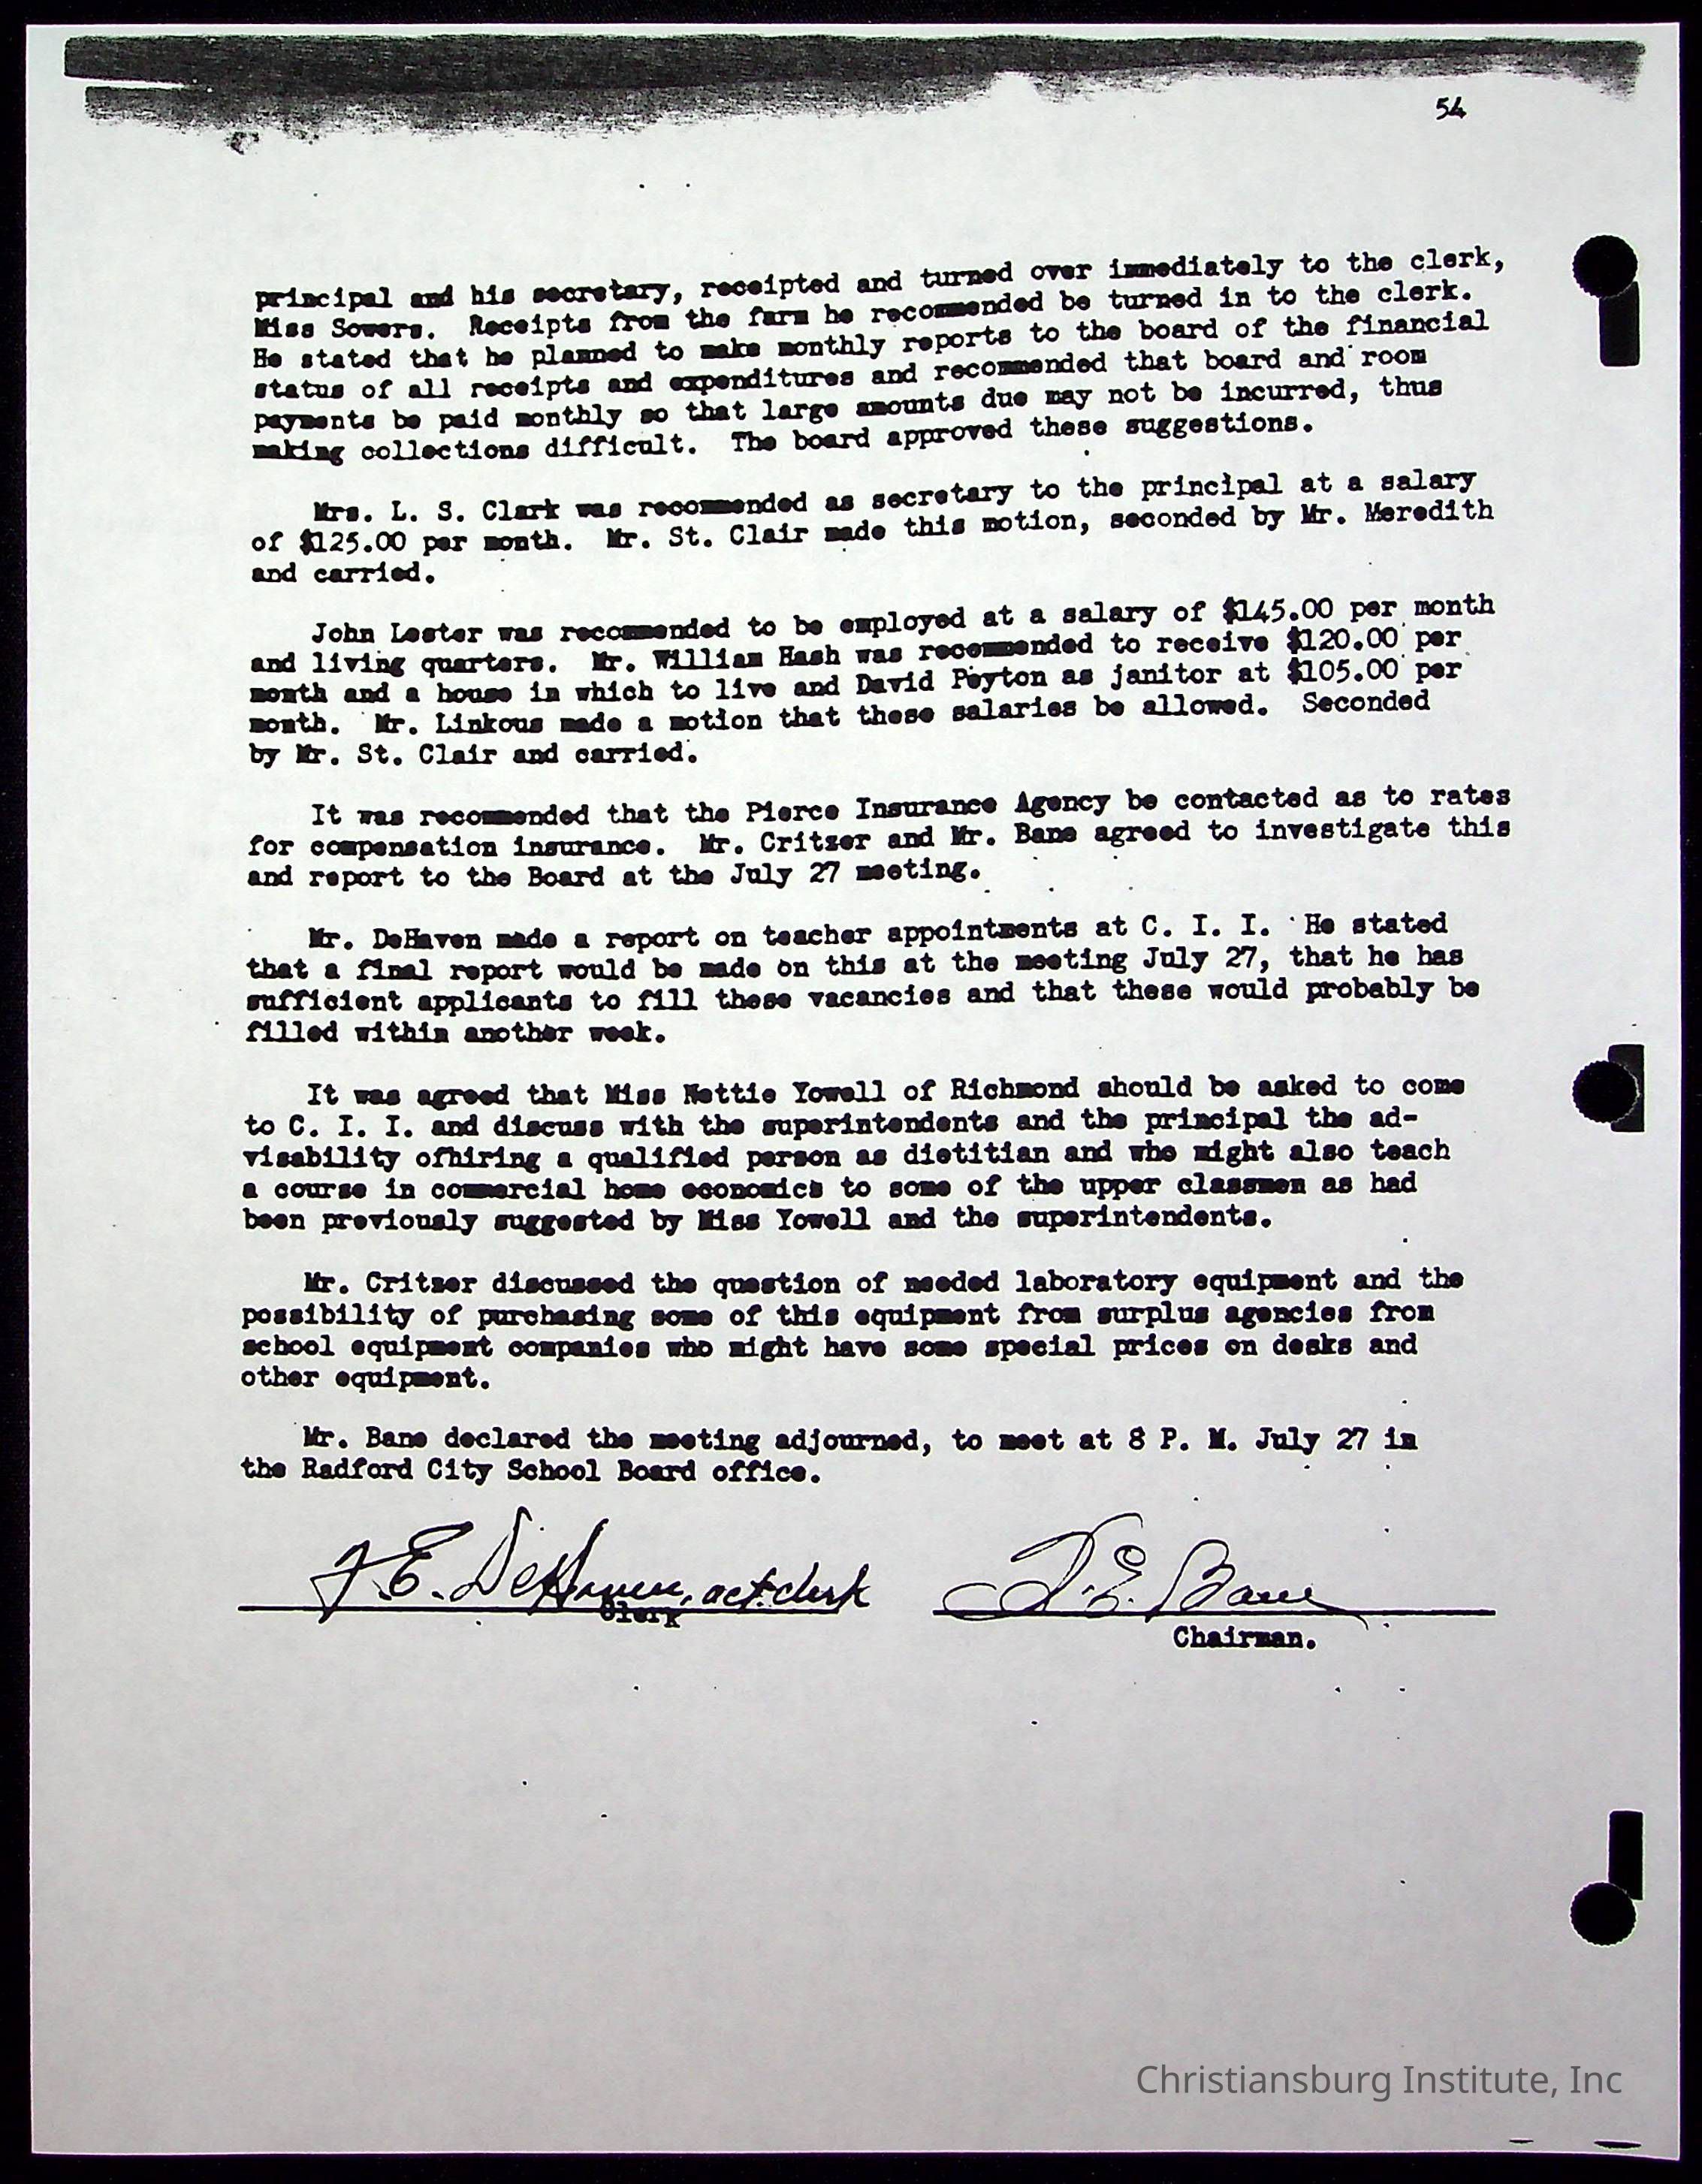 54
principal and his secretary, receipted and turned over immediately to the clerk,
Miss Sowers. Receipts from the farm he recommended be turned in to the clerk.
He stated that he planned to make monthly reports to the board of the financial
status of all receipts and expenditures and recommended that board and room
payments be paid monthly so that large amounts due may not be incurred, thus
making collections difficult. The board approved these suggestions.
Mrs. L. S. Clark was recommended as secretary to the principal at a salary
of $125.00 per month. Mr. St. Clair made this motion, seconded by Mr. Meredith
and carried.
John Lester was recommended to be employed at a salary of $145.00 per month
and living quarters. Mr. William Hash was recommended to receive $120.00 per
month and a house in which to live and David Peyton as janitor at $105.00 per
month. Mr. Linkous made a motion that these salaries be allowed. Seconded
by Mr. St. Clair and carried.
It was recommended that the Pierce Insurance Agency be contacted as to rates
for compensation insurance. Mr. Critzer and Mr. Bane agreed to investigate this
and report to the Board at the July 27 meeting.
Mr. DeHaven made a report on teacher appointments at C. I. I. He stated
that a final report would be made on this at the meeting July 27, that he has
sufficient applicants to fill these vacancies and that these would probably be
filled within another week.
It was agreed that Miss Nettie Yowell of Richmond should be asked to come
to C. I. I. and discuss with the superintendents and the principal the ad-
visability ofhiring a qualified person as dietitian and who might also teach
a course in commercial home economics to some of the upper classmen as had
been previously suggested by Miss Yowell and the superintendents.
Mr. Critzer discussed the question of needed laboratory equipment and the
possibility of purchasing some of this equipment from surplus agencies from
school equipment companies who might have some special prices on desks and
other equipment.
Mr. Bane declared the meeting adjourned, to meet at 8 P. M. July 27 in
the Radford City School Board office.
F. E. DeHaven, act. clerk
Clerk
D. E. Bane
Chairman.
Christiansburg Institute, Inc